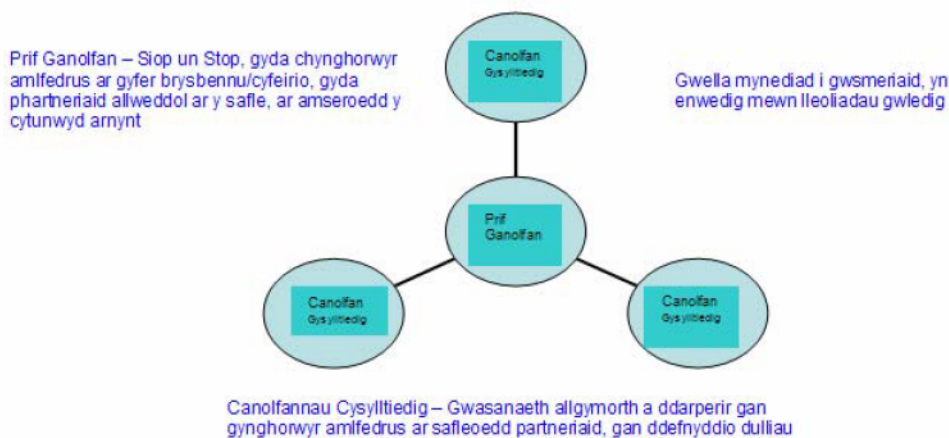 Prif Ganolfan – Siop un Stop, gyda chynghorwyr
amlfedrus ar gyfer brysbennu/cyfeirio, gyda
phartneriaid allweddol ar y safle, ar amseroedd y
cytunwyd arnynt
Canolfan
Gysylltiedig
Gwella mynediad i gwsmeriaid, yn
enwedig mewn lleoliadau gwledig
Prif
Ganolfan
Canolfan
Gysylltiedig
Canolfan
Gysylltiedig
Canolfannau Cysylltiedig – Gwasanaeth allgymorth a ddarperir gan
gynghorwyr amlfedrus ar safleoedd partneriaid, gan ddefnyddio dulliau